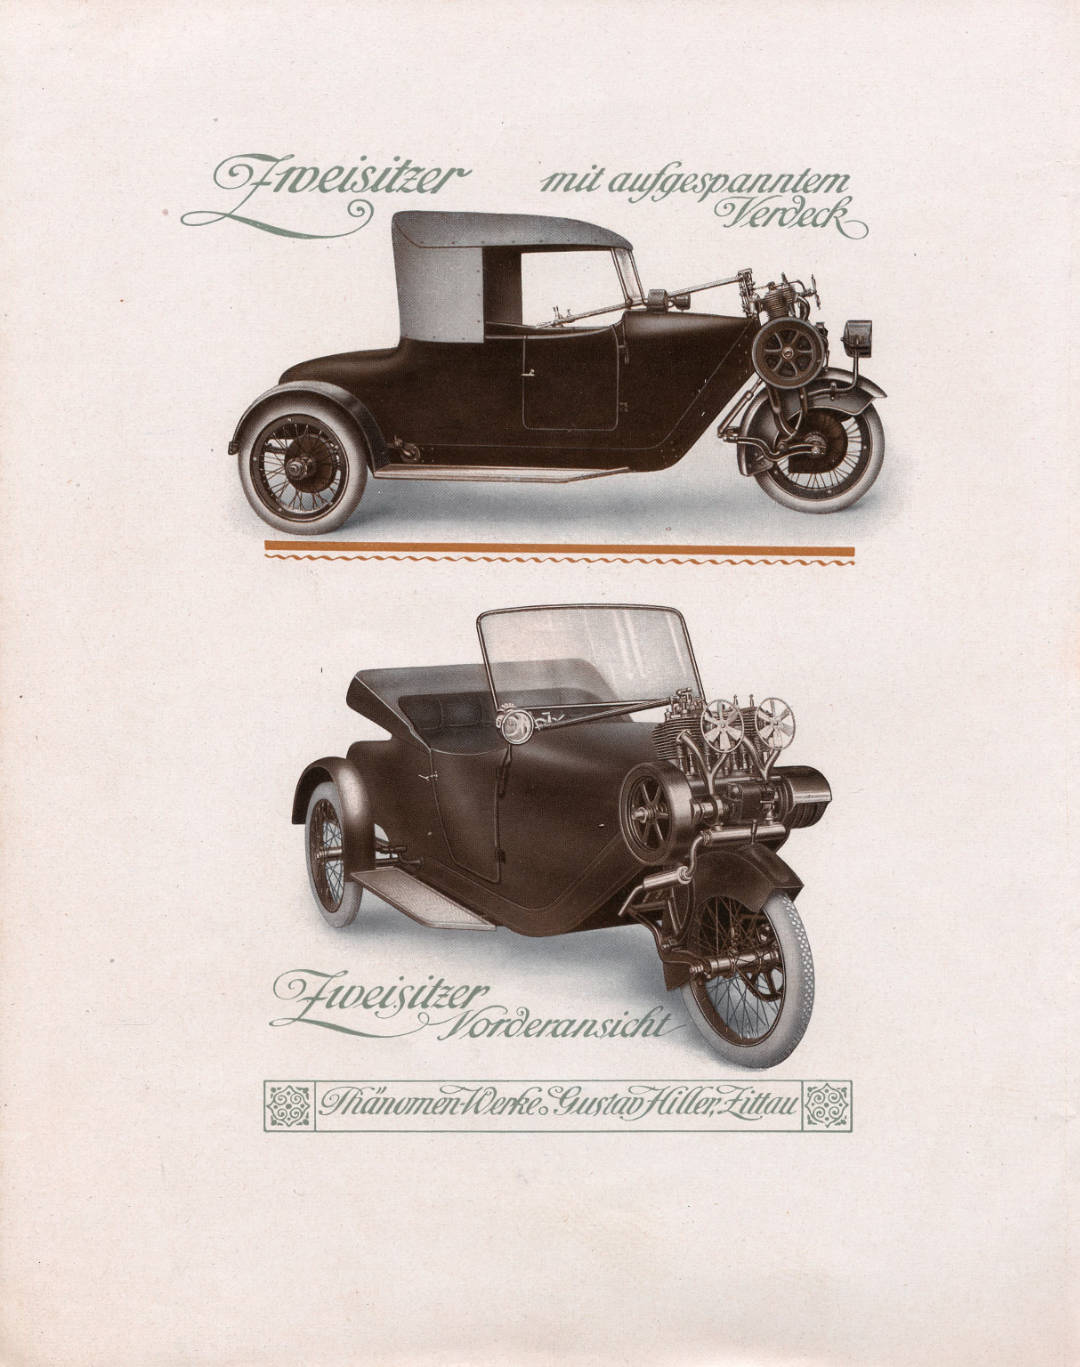 Zweisitzer mit aufgespanntem
Verdeck
Zweisitzer
Vorderansicht
Phänomen-Werke. Gustav Hiller, Zittau